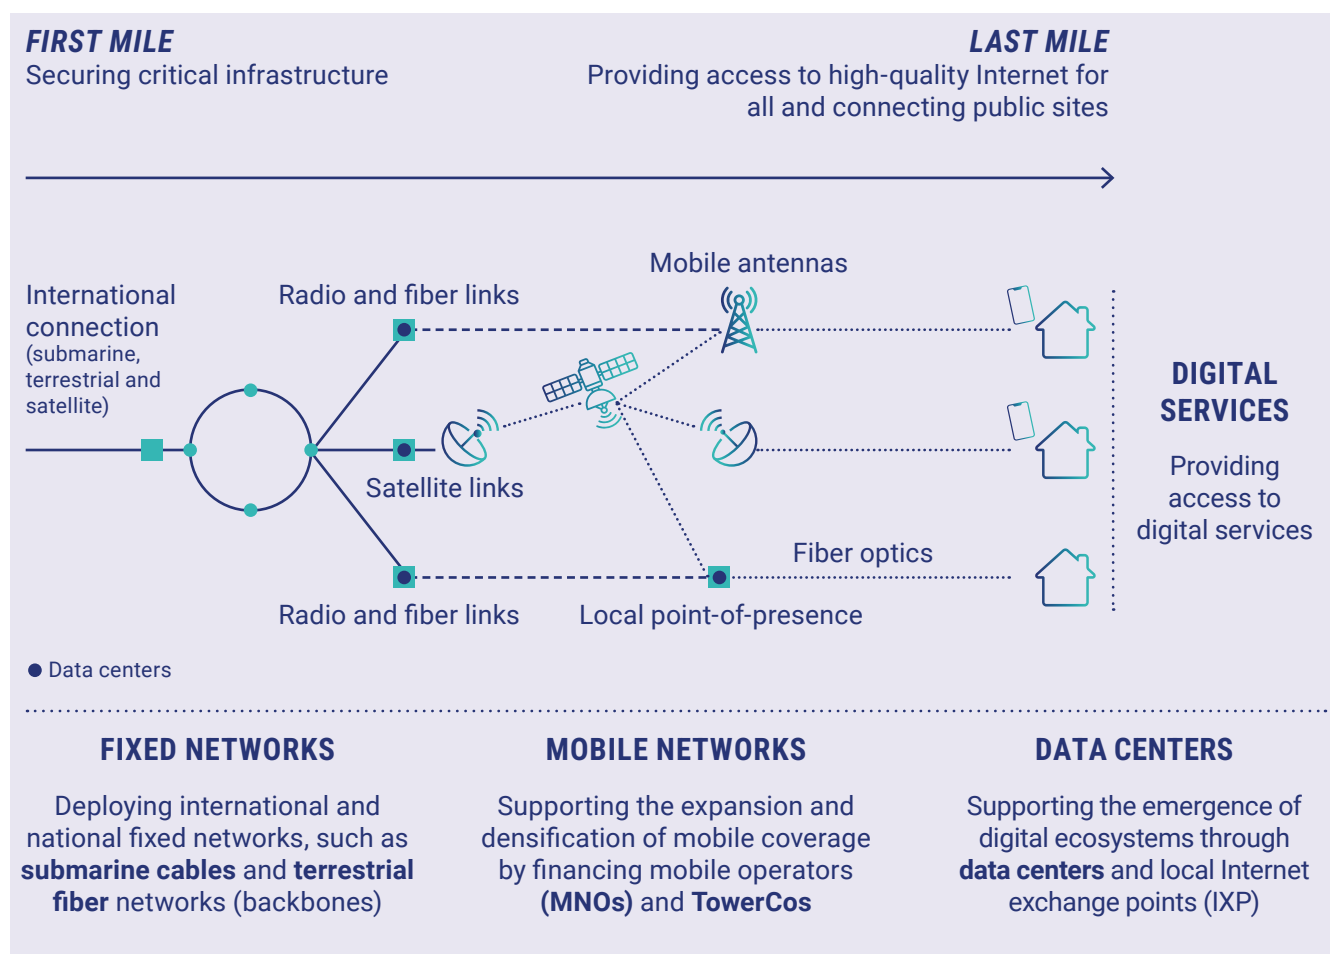 FIRST MILE
Securing critical infrastructure
LAST MILE
Providing access to high-quality Internet for
all and connecting public sites
Mobile antennas
International
connection
(submarine,
terrestrial and
satellite)
Radio and fiber links
Satellite links
Fiber optics
Radio and fiber links
Local point-of-presence
DIGITAL
SERVICES
Providing
access to
digital services
Data centers
FIXED NETWORKS
Deploying international and
national fixed networks, such as
submarine cables and terrestrial
fiber networks (backbones)
MOBILE NETWORKS
Supporting the expansion and
densification of mobile coverage
by financing mobile operators
(MNOs) and TowerCos
DATA CENTERS
Supporting the emergence of
digital ecosystems through
data centers and local Internet
exchange points (IXP)